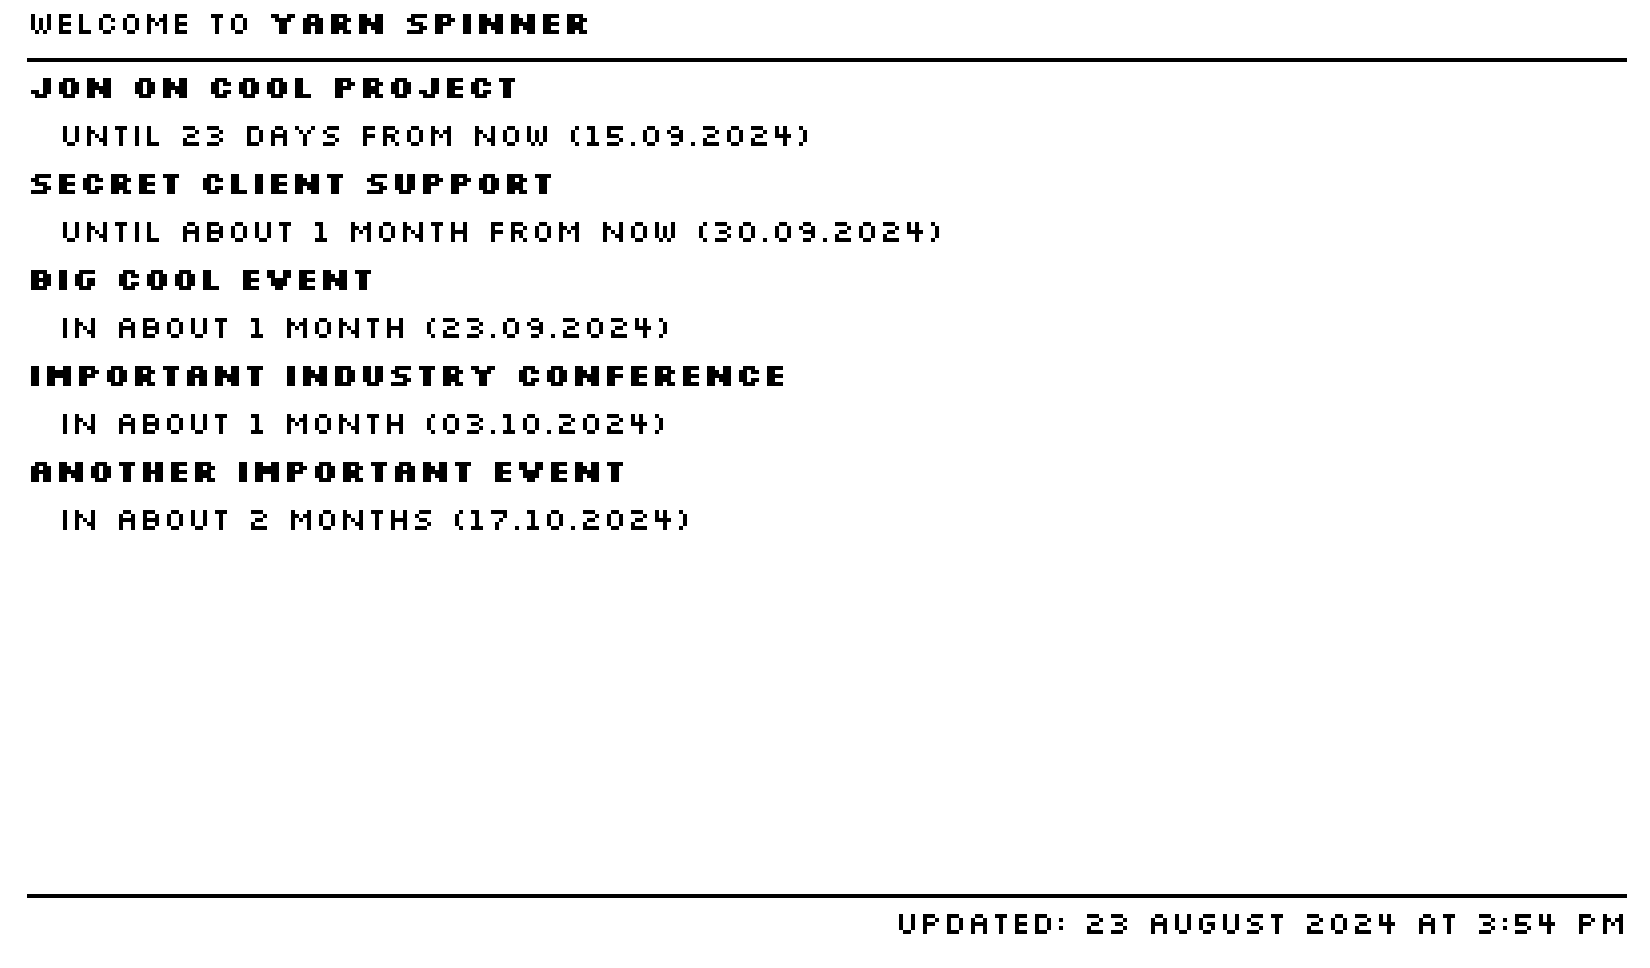 WELCOME TO YARN SPINNER
JON ON COOL PROJECT
UNTIL 23 DAYS FROM NOW (15.09.2024)
SECRET CLIENT SUPPORT
UNTIL ABOUT 1 MONTH FROM NOW (30.09.2024)
BIG COOL EVENT
IN ABOUT 1 MONTH (23.09.2024)
IMPORTANT INDUSTRY CONFERENCE
IN ABOUT 1 MONTH (03.10.2024)
ANOTHER IMPORTANT EVENT
IN ABOUT 2 MONTHS (17.10.2024)
UPDATED: 23 AUGUST 2024 AT 3:54 PM